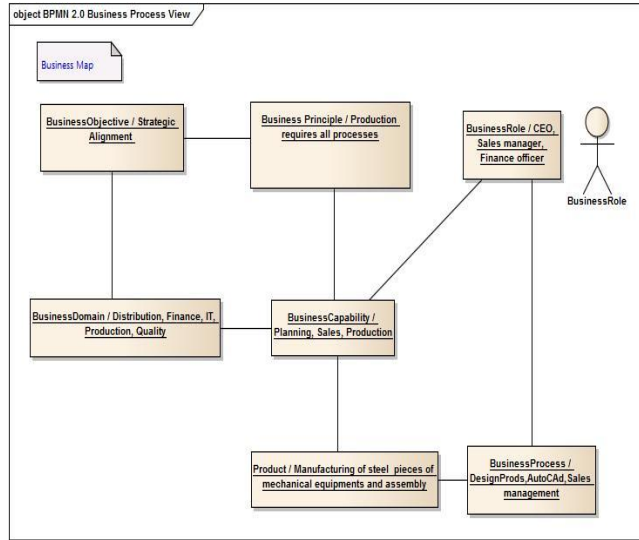 object BPMN 2.0 Business Process View
Business Map
BusinessObjective / Strategic
Alignment
Business Principle / Production
requires all processes
BusinessRole / CEO,
Sales manager,
Finance officer
BusinessRole
BusinessDomain / Distribution, Finance, IT,
Production, Quality
BusinessCapability /
Planning, Sales, Production
Product / Manufacturing of steel pieces of
mechanical equipments and assembly
BusinessProcess /
DesignProds,AutoCAd,Sales
management